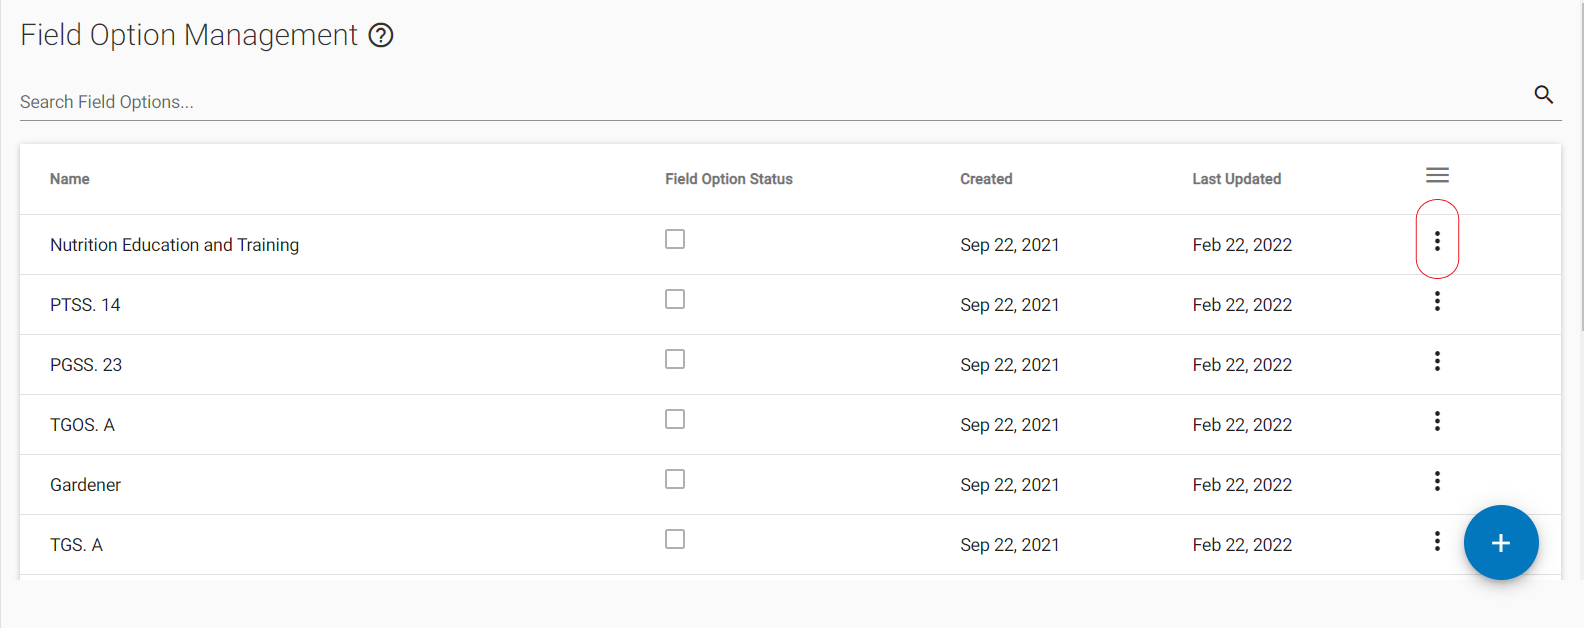 Field Option Management
Search Field Options...
Name Field Option Status Created Last Updated
Nutrition Education and Training Sep 22, 2021 Feb 22, 2022
PTSS. 14 Sep 22, 2021 Feb 22, 2022
PGSS. 23 Sep 22, 2021 Feb 22, 2022
TGOS. A Sep 22, 2021 Feb 22, 2022
Gardener Sep 22, 2021 Feb 22, 2022
TGS. A Sep 22, 2021 Feb 22, 2022